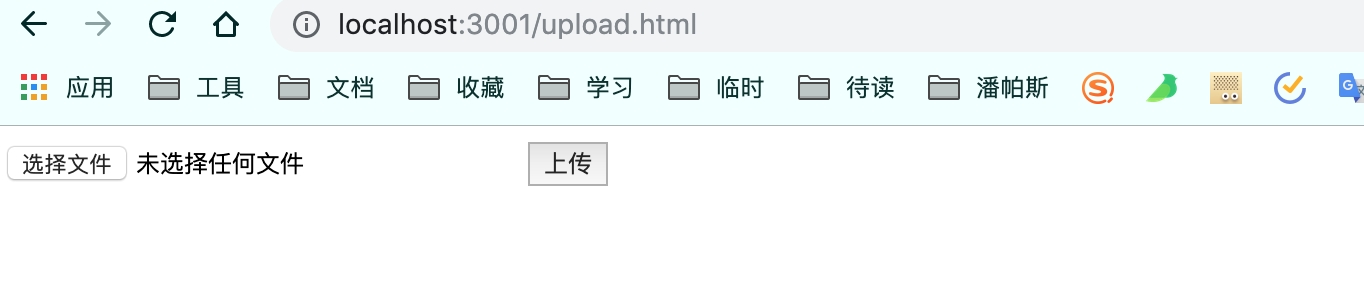 localhost:3001/upload.html
应用 工具 文档 收藏 学习 临时 待读 潘帕斯
选择文件 未选择任何文件 上传